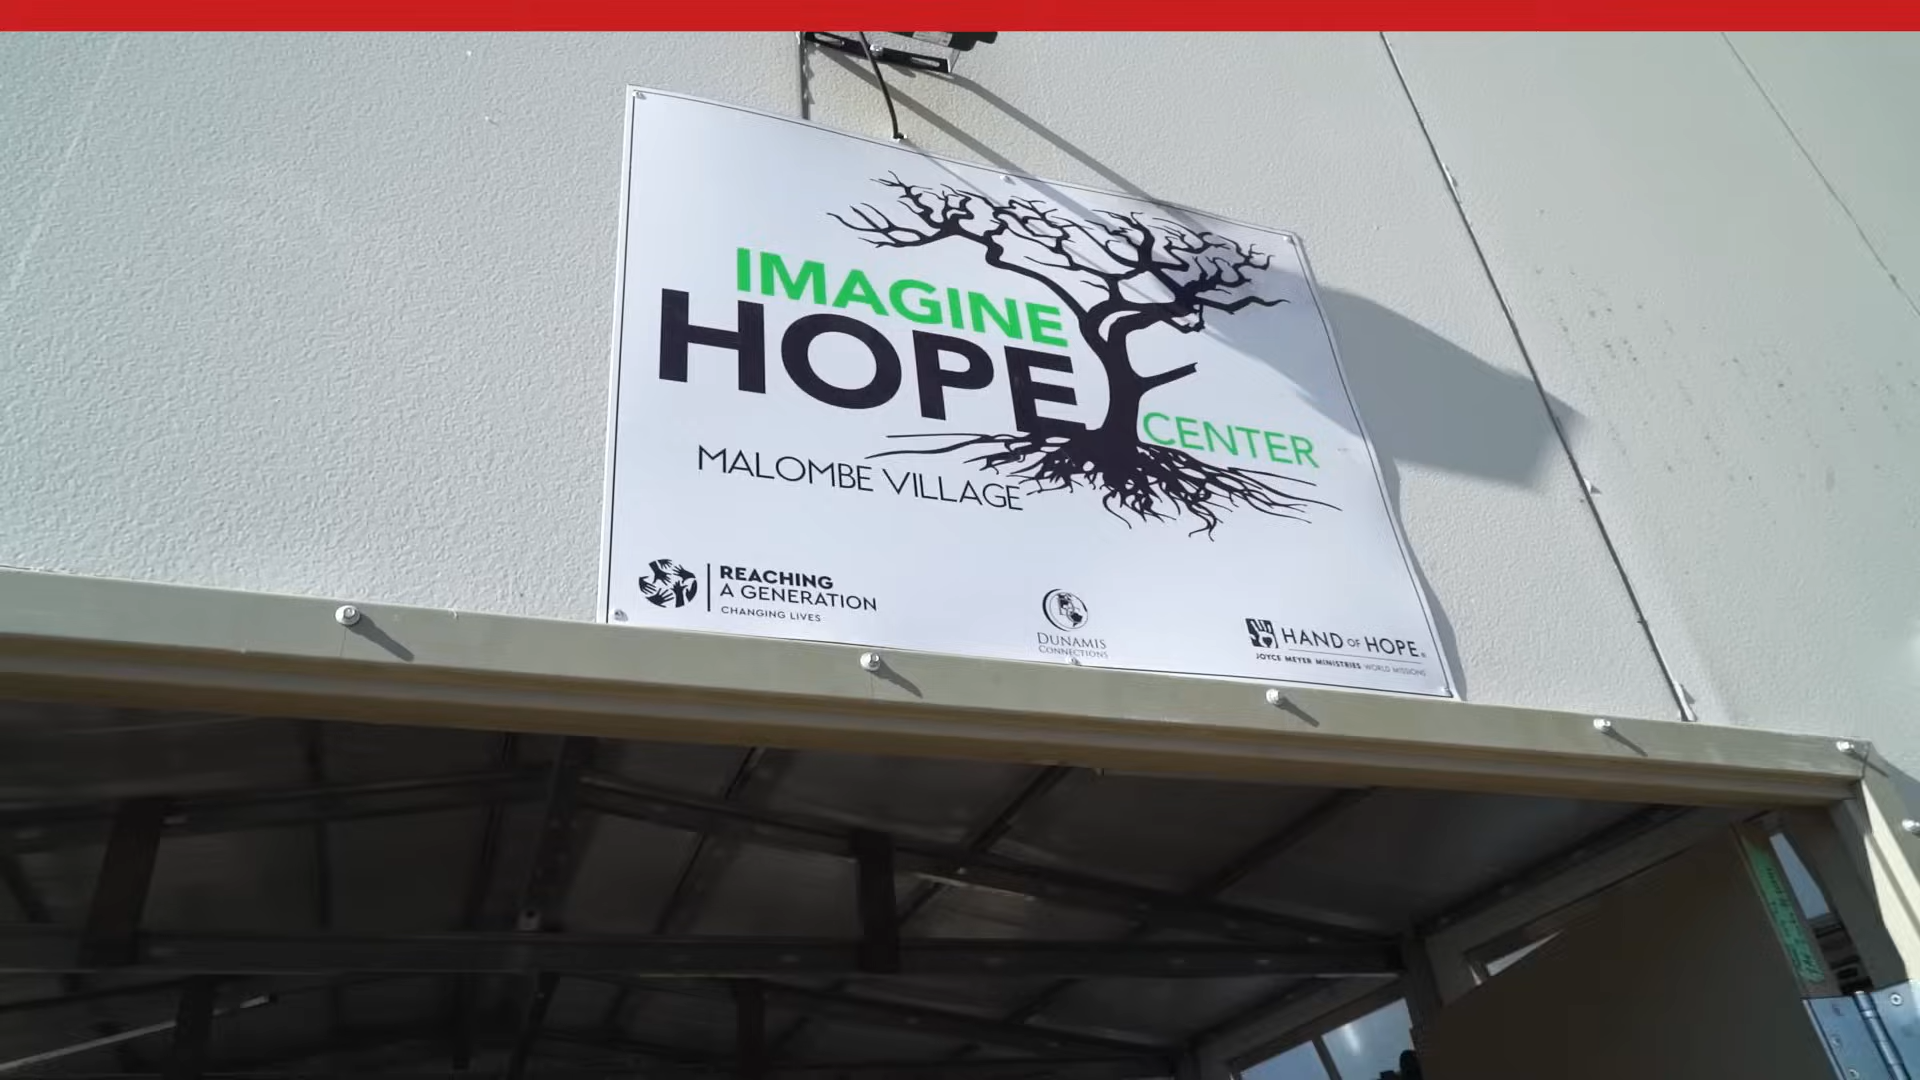 IMAGINE
HOPE
CENTER
MALOMBE VILLAGE
REACHING
A GENERATION
CHANGING LIVES
DUNAMIS
CONNECTIONS
HAND OF HOPE®
JOYCE MEYER MINISTRIES WORLD MISSIONS